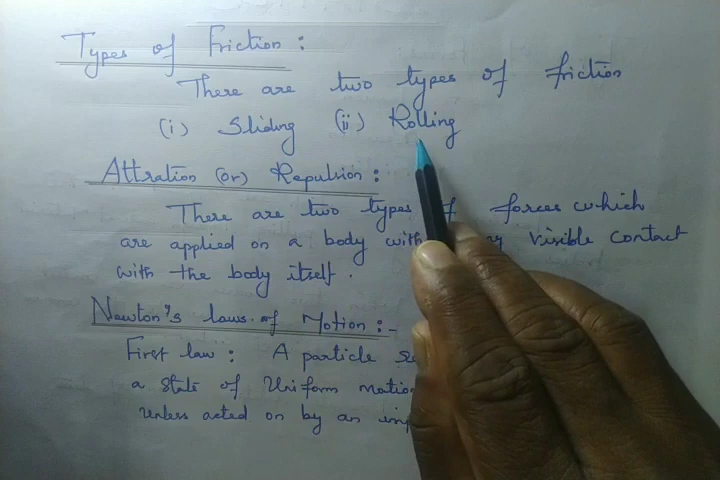 Types of Friction :
There are two types of friction
(i) Sliding (ii) Rolling
Attration (or) Repulsion :
There are two types of forces which
are applied on a body with visible contact
with the body itself .
Newton's laws of Motion :-
First law : A particle
a state of Uniform motion
Unless acted on by an